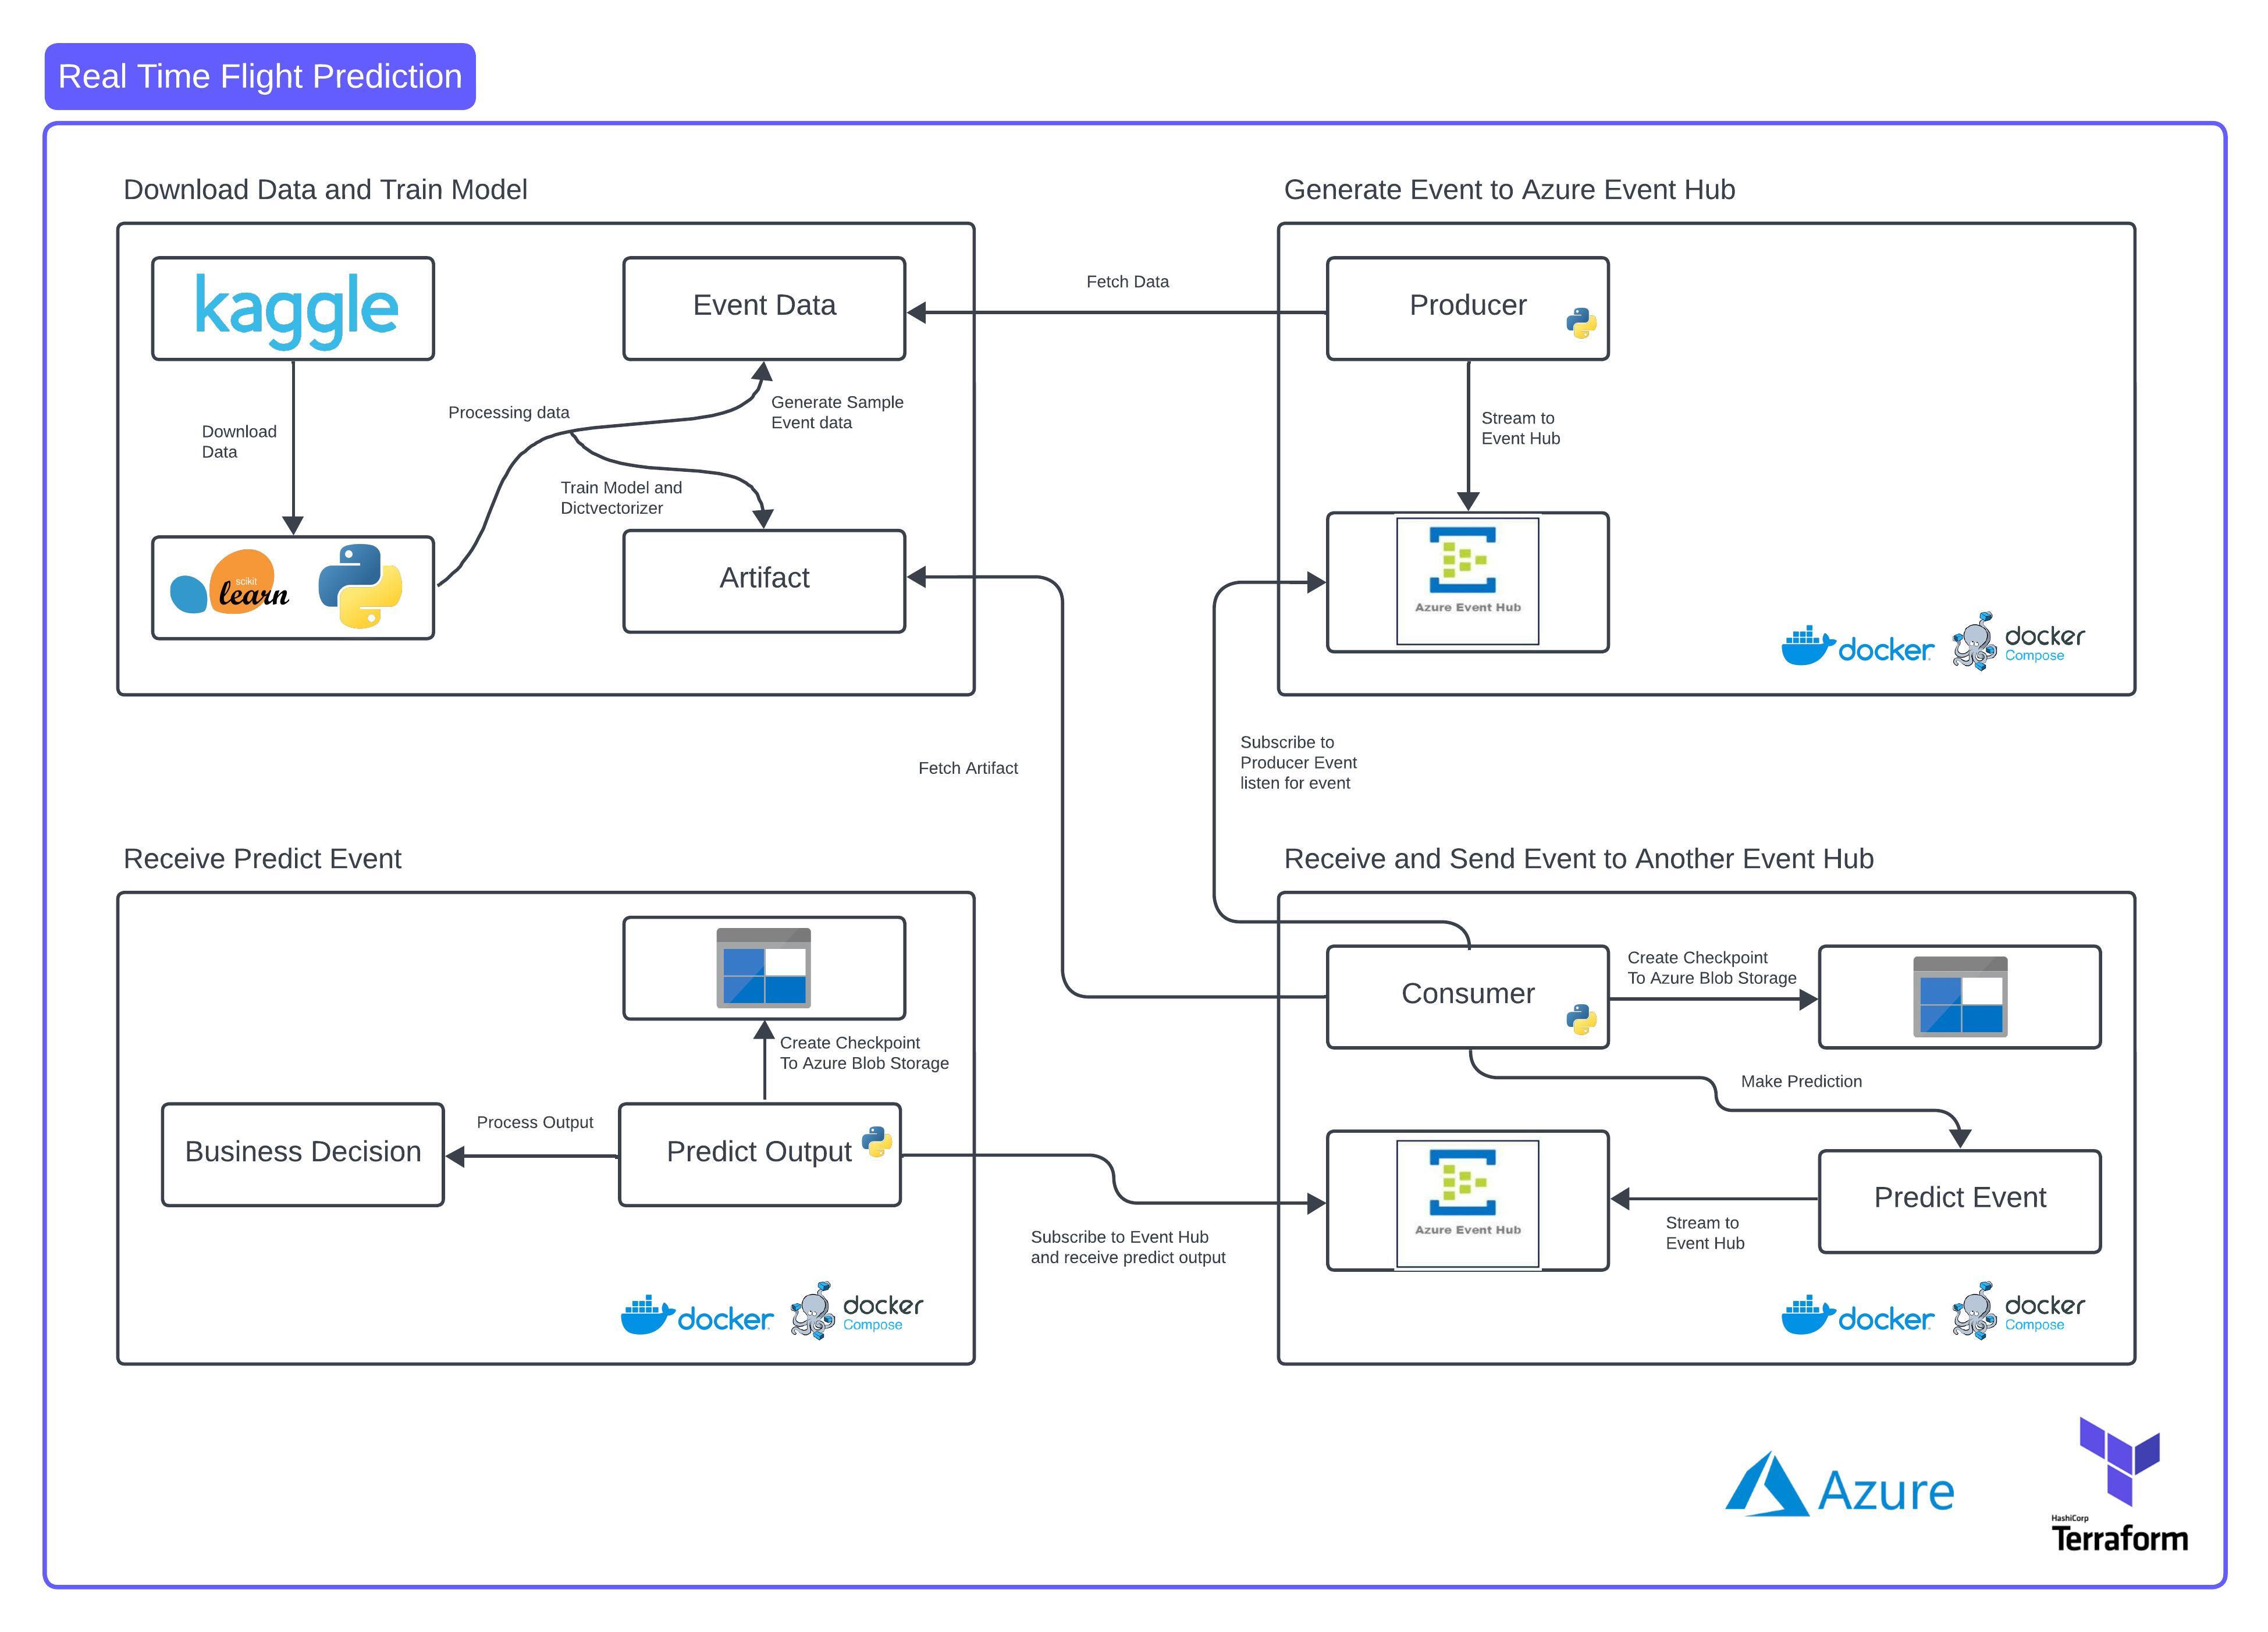 Real Time Flight Prediction
Download Data and Train Model
kaggle
Event Data
Processing data
Generate Sample
Event data
Download
Data
Train Model and
Dictvectorizer
scikit
learn
Artifact
Fetch Data
Generate Event to Azure Event Hub
Producer
Stream to
Event Hub
Azure Event Hub
docker
docker
Compose
Fetch Artifact
Subscribe to
Producer Event
listen for event
Receive Predict Event
Create Checkpoint
To Azure Blob Storage
Business Decision
Process Output
Predict Output
docker
docker
Compose
Subscribe to Event Hub
and receive predict output
Receive and Send Event to Another Event Hub
Consumer
Create Checkpoint
To Azure Blob Storage
Make Prediction
Azure Event Hub
Stream to
Event Hub
Predict Event
docker
docker
Compose
Azure
HashiCorp
Terraform